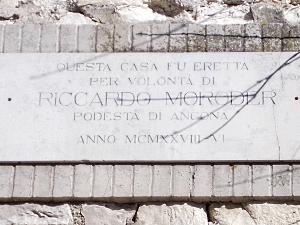 QUESTA CASA FU ERETTA
PER VOLONTÀ DI
RICCARDO MORODER
PODESTÀ DI ANCONA
ANNO MCMXXVIII-VI